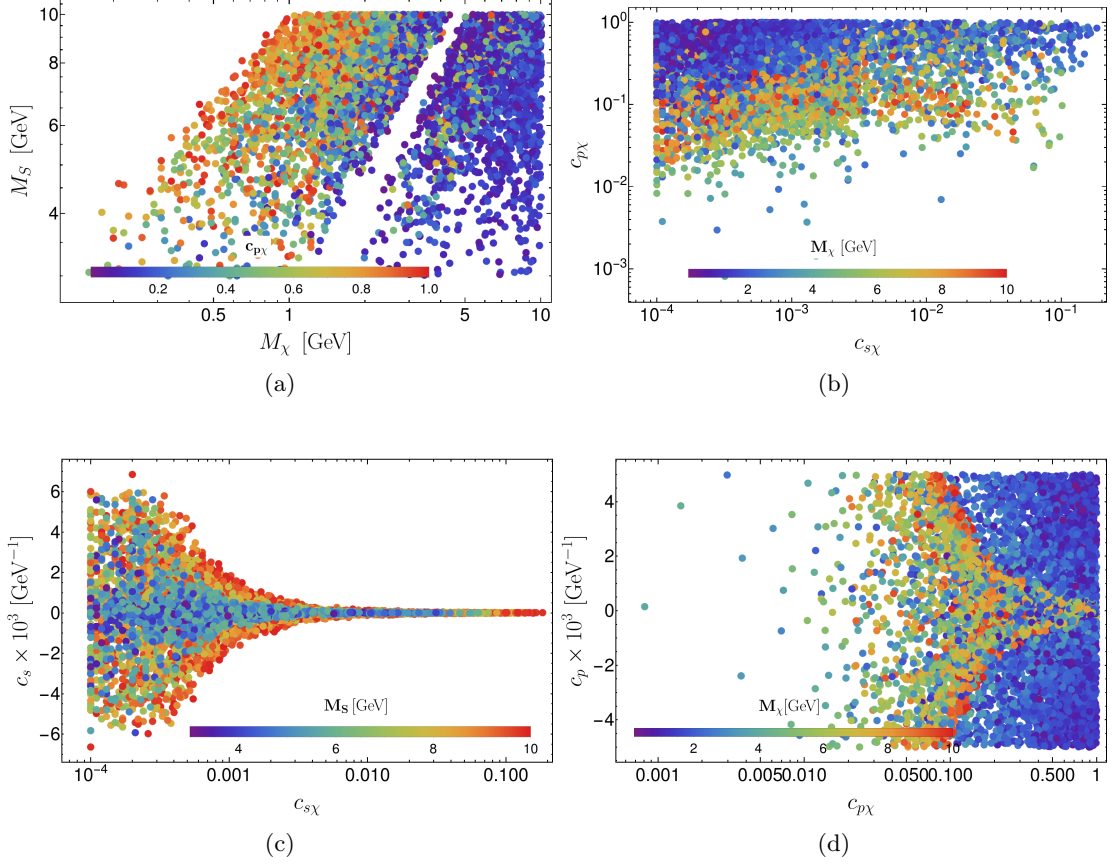 10
8
6
4
M_S [GeV]
c_pχ
0.2 0.4 0.6 0.8 1.0
0.5 1 5 10
M_χ [GeV]
(a)
10^0
10^−1
10^−2
10^−3
c_pχ
M_χ [GeV]
2 4 6 8 10
10^−4 10^−3 10^−2 10^−1
c_sχ
(b)
6
4
2
0
−2
−4
−6
c_s × 10^3 [GeV^−1]
M_S [GeV]
4 6 8 10
10^−4 0.001 0.010 0.100
c_sχ
(c)
4
2
0
−2
−4
c_p × 10^3 [GeV^−1]
M_χ[GeV]
2 4 6 8 10
0.001 0.005 0.010 0.050 0.100 0.500 1
c_pχ
(d)